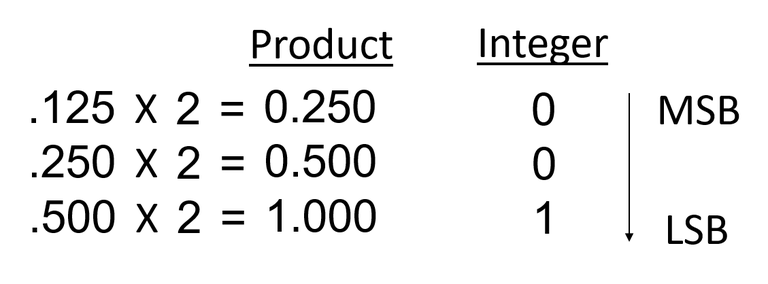 Product Integer
.125 X 2 = 0.250 0 MSB
.250 X 2 = 0.500 0
.500 X 2 = 1.000 1 LSB